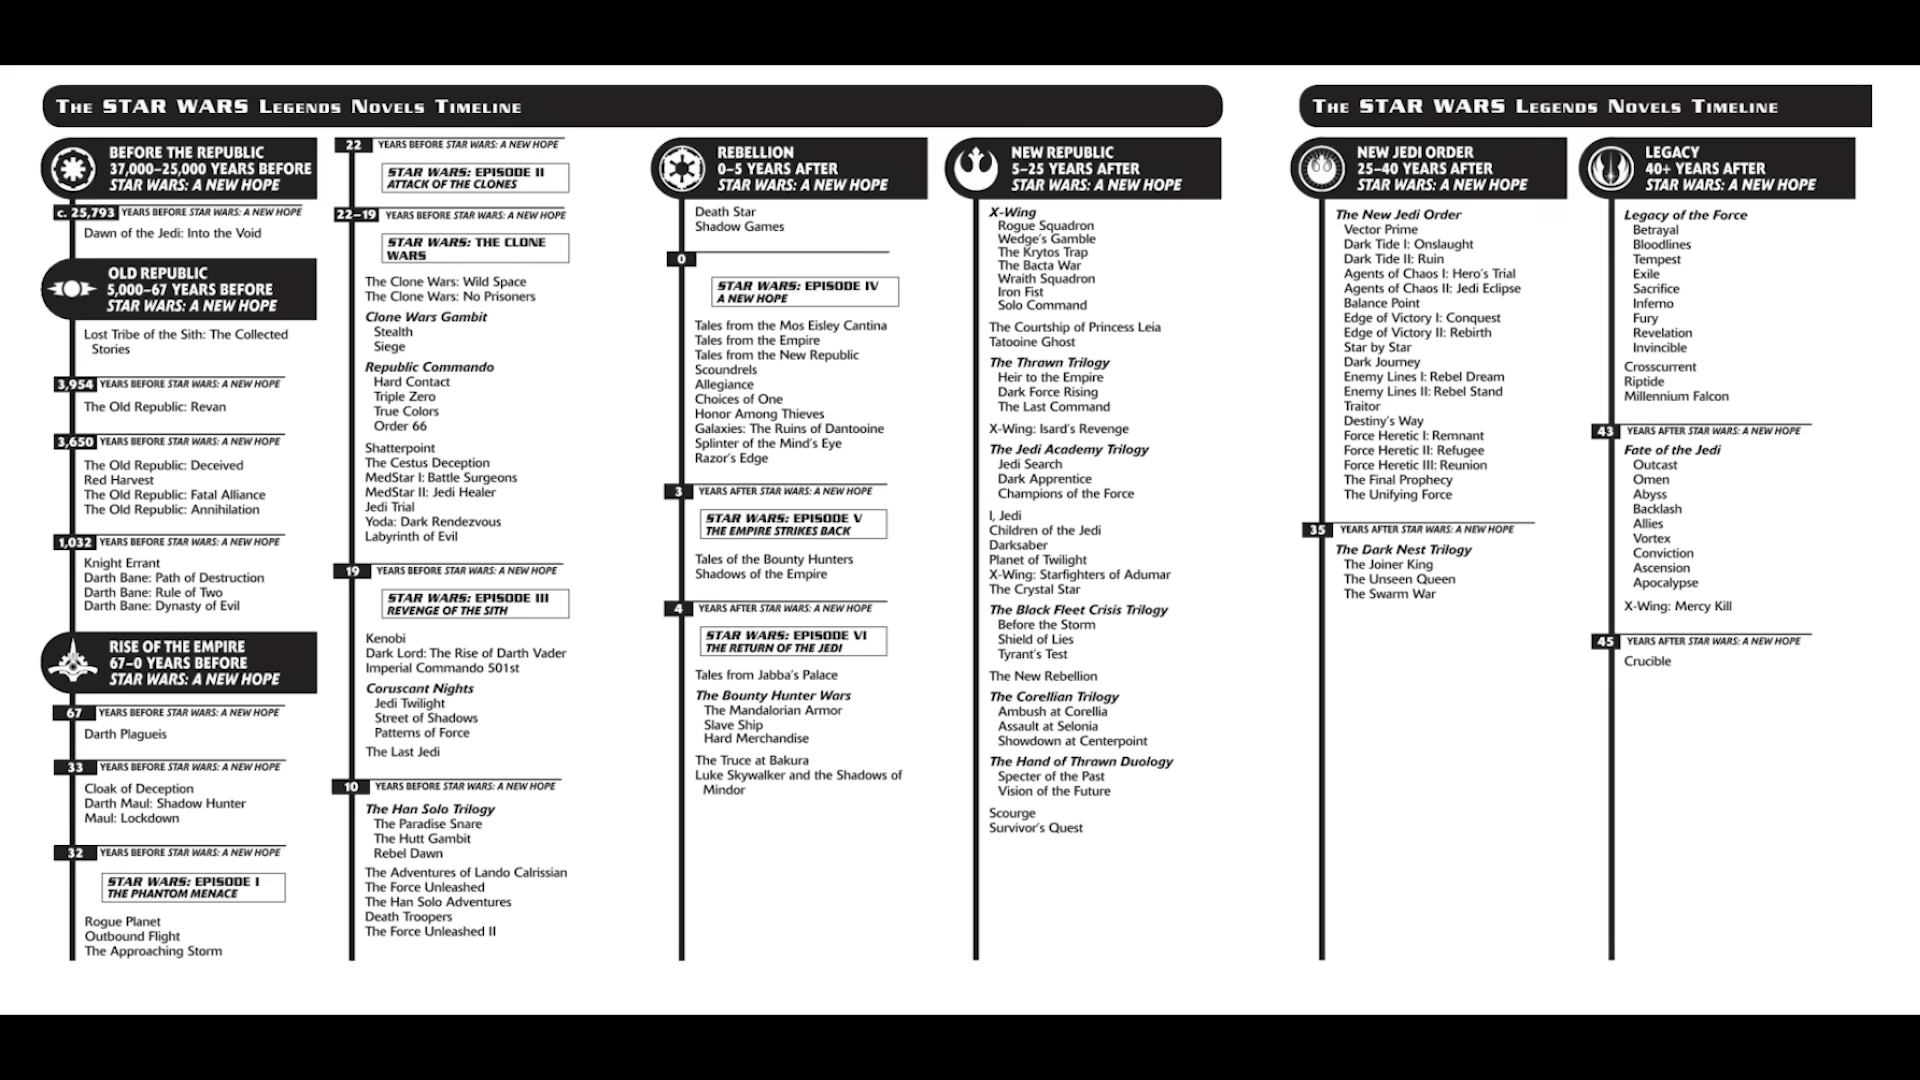 THE STAR WARS LEGENDS NOVELS TIMELINE
BEFORE THE REPUBLIC
37,000–25,000 YEARS BEFORE
STAR WARS: A NEW HOPE
c. 25,793 YEARS BEFORE STAR WARS: A NEW HOPE
Dawn of the Jedi: Into the Void
OLD REPUBLIC
5,000–67 YEARS BEFORE
STAR WARS: A NEW HOPE
Lost Tribe of the Sith: The Collected
Stories
3,954 YEARS BEFORE STAR WARS: A NEW HOPE
The Old Republic: Revan
3,650 YEARS BEFORE STAR WARS: A NEW HOPE
The Old Republic: Deceived
Red Harvest
The Old Republic: Fatal Alliance
The Old Republic: Annihilation
1,032 YEARS BEFORE STAR WARS: A NEW HOPE
Knight Errant
Darth Bane: Path of Destruction
Darth Bane: Rule of Two
Darth Bane: Dynasty of Evil
RISE OF THE EMPIRE
67–0 YEARS BEFORE
STAR WARS: A NEW HOPE
67 YEARS BEFORE STAR WARS: A NEW HOPE
Darth Plagueis
33 YEARS BEFORE STAR WARS: A NEW HOPE
Cloak of Deception
Darth Maul: Shadow Hunter
Maul: Lockdown
32 YEARS BEFORE STAR WARS: A NEW HOPE
STAR WARS: EPISODE I
THE PHANTOM MENACE
Rogue Planet
Outbound Flight
The Approaching Storm
22 YEARS BEFORE STAR WARS: A NEW HOPE
STAR WARS: EPISODE II
ATTACK OF THE CLONES
22–19 YEARS BEFORE STAR WARS: A NEW HOPE
STAR WARS: THE CLONE
WARS
The Clone Wars: Wild Space
The Clone Wars: No Prisoners
Clone Wars Gambit
Stealth
Siege
Republic Commando
Hard Contact
Triple Zero
True Colors
Order 66
Shatterpoint
The Cestus Deception
MedStar I: Battle Surgeons
MedStar II: Jedi Healer
Jedi Trial
Yoda: Dark Rendezvous
Labyrinth of Evil
19 YEARS BEFORE STAR WARS: A NEW HOPE
STAR WARS: EPISODE III
REVENGE OF THE SITH
Kenobi
Dark Lord: The Rise of Darth Vader
Imperial Commando 501st
Coruscant Nights
Jedi Twilight
Street of Shadows
Patterns of Force
The Last Jedi
10 YEARS BEFORE STAR WARS: A NEW HOPE
The Han Solo Trilogy
The Paradise Snare
The Hutt Gambit
Rebel Dawn
The Adventures of Lando Calrissian
The Force Unleashed
The Han Solo Adventures
Death Troopers
The Force Unleashed II
REBELLION
0–5 YEARS AFTER
STAR WARS: A NEW HOPE
Death Star
Shadow Games
0
STAR WARS: EPISODE IV
A NEW HOPE
Tales from the Mos Eisley Cantina
Tales from the Empire
Tales from the New Republic
Scoundrels
Allegiance
Choices of One
Honor Among Thieves
Galaxies: The Ruins of Dantooine
Splinter of the Mind's Eye
Razor's Edge
3 YEARS AFTER STAR WARS: A NEW HOPE
STAR WARS: EPISODE V
THE EMPIRE STRIKES BACK
Tales of the Bounty Hunters
Shadows of the Empire
4 YEARS AFTER STAR WARS: A NEW HOPE
STAR WARS: EPISODE VI
THE RETURN OF THE JEDI
Tales from Jabba's Palace
The Bounty Hunter Wars
The Mandalorian Armor
Slave Ship
Hard Merchandise
The Truce at Bakura
Luke Skywalker and the Shadows of
Mindor
NEW REPUBLIC
5–25 YEARS AFTER
STAR WARS: A NEW HOPE
X-Wing
Rogue Squadron
Wedge's Gamble
The Krytos Trap
The Bacta War
Wraith Squadron
Iron Fist
Solo Command
The Courtship of Princess Leia
Tatooine Ghost
The Thrawn Trilogy
Heir to the Empire
Dark Force Rising
The Last Command
X-Wing: Isard's Revenge
The Jedi Academy Trilogy
Jedi Search
Dark Apprentice
Champions of the Force
I, Jedi
Children of the Jedi
Darksaber
Planet of Twilight
X-Wing: Starfighters of Adumar
The Crystal Star
The Black Fleet Crisis Trilogy
Before the Storm
Shield of Lies
Tyrant's Test
The New Rebellion
The Corellian Trilogy
Ambush at Corellia
Assault at Selonia
Showdown at Centerpoint
The Hand of Thrawn Duology
Specter of the Past
Vision of the Future
Scourge
Survivor's Quest
THE STAR WARS LEGENDS NOVELS TIMELINE
NEW JEDI ORDER
25–40 YEARS AFTER
STAR WARS: A NEW HOPE
The New Jedi Order
Vector Prime
Dark Tide I: Onslaught
Dark Tide II: Ruin
Agents of Chaos I: Hero's Trial
Agents of Chaos II: Jedi Eclipse
Balance Point
Edge of Victory I: Conquest
Edge of Victory II: Rebirth
Star by Star
Dark Journey
Enemy Lines I: Rebel Dream
Enemy Lines II: Rebel Stand
Traitor
Destiny's Way
Force Heretic I: Remnant
Force Heretic II: Refugee
Force Heretic III: Reunion
The Final Prophecy
The Unifying Force
35 YEARS AFTER STAR WARS: A NEW HOPE
The Dark Nest Trilogy
The Joiner King
The Unseen Queen
The Swarm War
LEGACY
40+ YEARS AFTER
STAR WARS: A NEW HOPE
Legacy of the Force
Betrayal
Bloodlines
Tempest
Exile
Sacrifice
Inferno
Fury
Revelation
Invincible
Crosscurrent
Riptide
Millennium Falcon
43 YEARS AFTER STAR WARS: A NEW HOPE
Fate of the Jedi
Outcast
Omen
Abyss
Backlash
Allies
Vortex
Conviction
Ascension
Apocalypse
X-Wing: Mercy Kill
45 YEARS AFTER STAR WARS: A NEW HOPE
Crucible